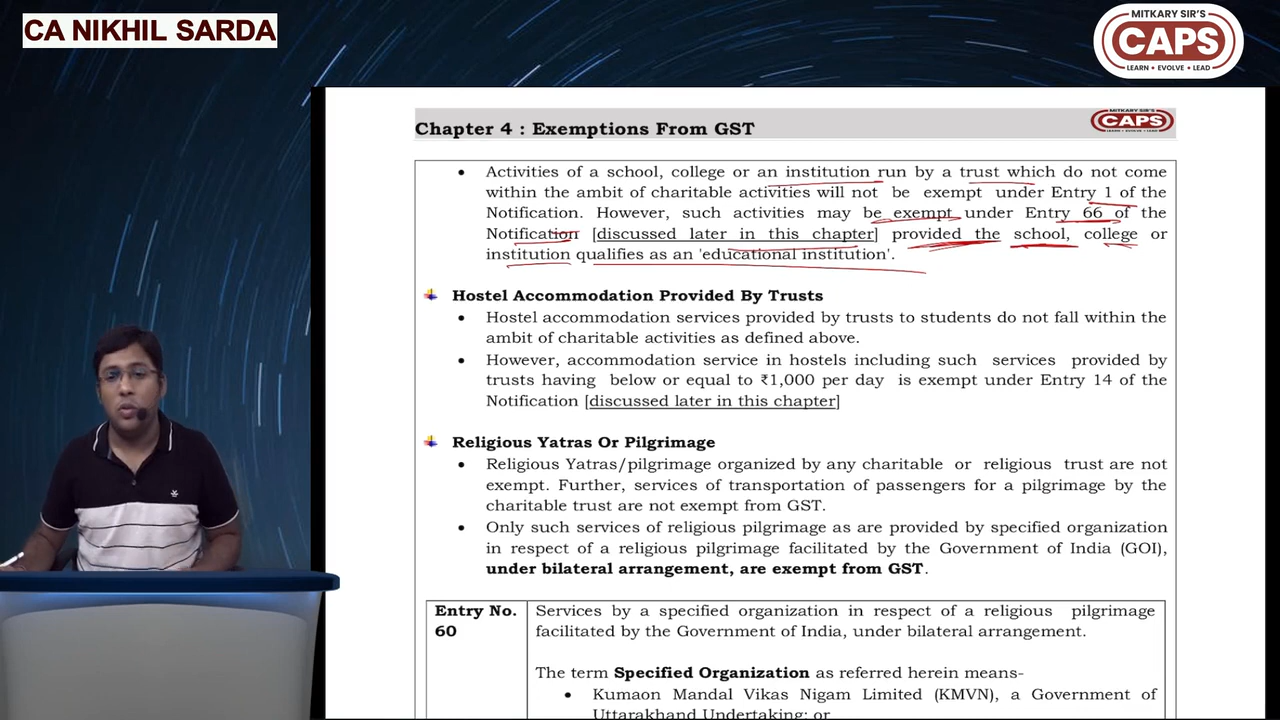 CA NIKHIL SARDA
MITKARY SIR'S
CAPS
LEARN • EVOLVE • LEAD
Chapter 4 : Exemptions From GST
MITKARY SIR'S
CAPS
LEARN • EVOLVE • LEAD
• Activities of a school, college or an institution run by a trust which do not come
within the ambit of charitable activities will not be exempt under Entry 1 of the
Notification. However, such activities may be exempt under Entry 66 of the
Notification [discussed later in this chapter] provided the school, college or
institution qualifies as an 'educational institution'.
Hostel Accommodation Provided By Trusts
• Hostel accommodation services provided by trusts to students do not fall within the
ambit of charitable activities as defined above.
• However, accommodation service in hostels including such services provided by
trusts having below or equal to ₹1,000 per day is exempt under Entry 14 of the
Notification [discussed later in this chapter]
Religious Yatras Or Pilgrimage
• Religious Yatras/pilgrimage organized by any charitable or religious trust are not
exempt. Further, services of transportation of passengers for a pilgrimage by the
charitable trust are not exempt from GST.
• Only such services of religious pilgrimage as are provided by specified organization
in respect of a religious pilgrimage facilitated by the Government of India (GOI),
under bilateral arrangement, are exempt from GST.
Entry No.
60
Services by a specified organization in respect of a religious pilgrimage
facilitated by the Government of India, under bilateral arrangement.
The term Specified Organization as referred herein means-
• Kumaon Mandal Vikas Nigam Limited (KMVN), a Government of
Uttarakhand Undertaking; or